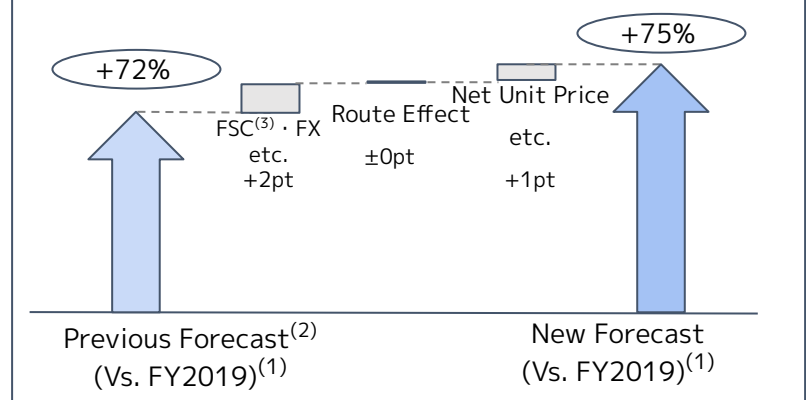 +72%
+75%
FSC(3)・FX
etc.
+2pt
Route Effect
±0pt
Net Unit Price
etc.
+1pt
Previous Forecast(2)
(Vs. FY2019)(1)
New Forecast
(Vs. FY2019)(1)